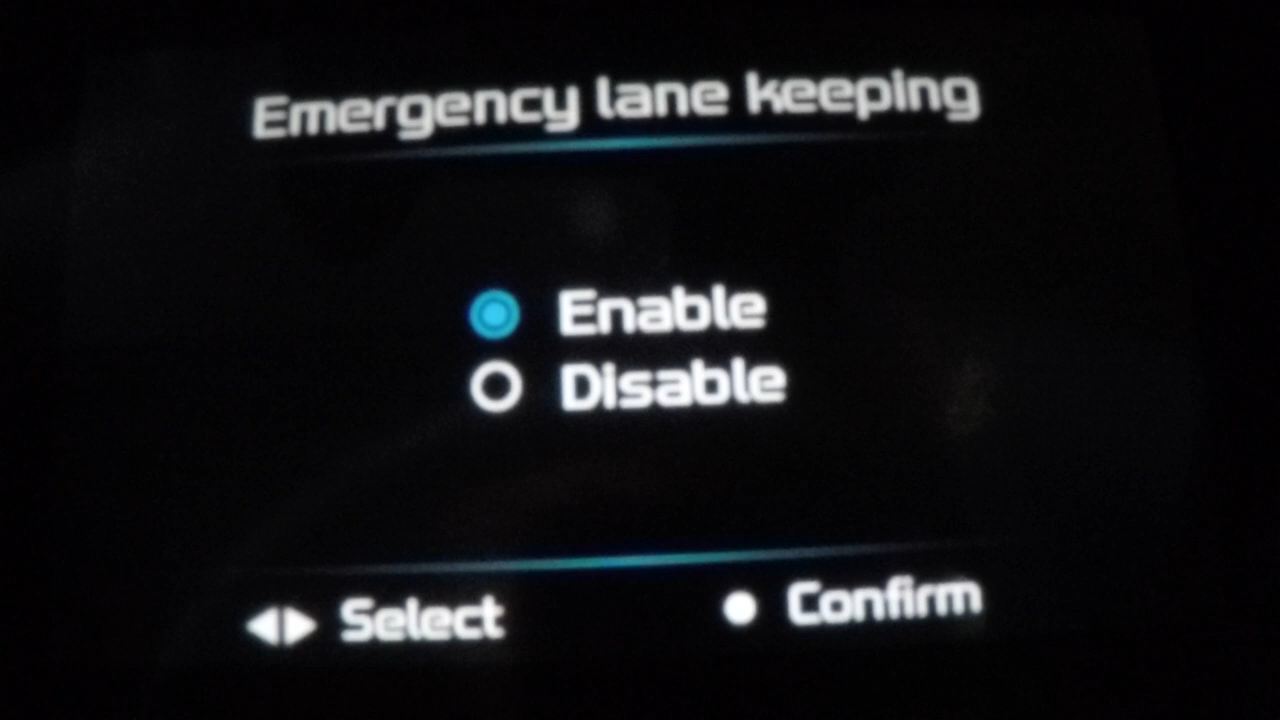 Emergency lane keeping
Enable
Disable
Select
Confirm